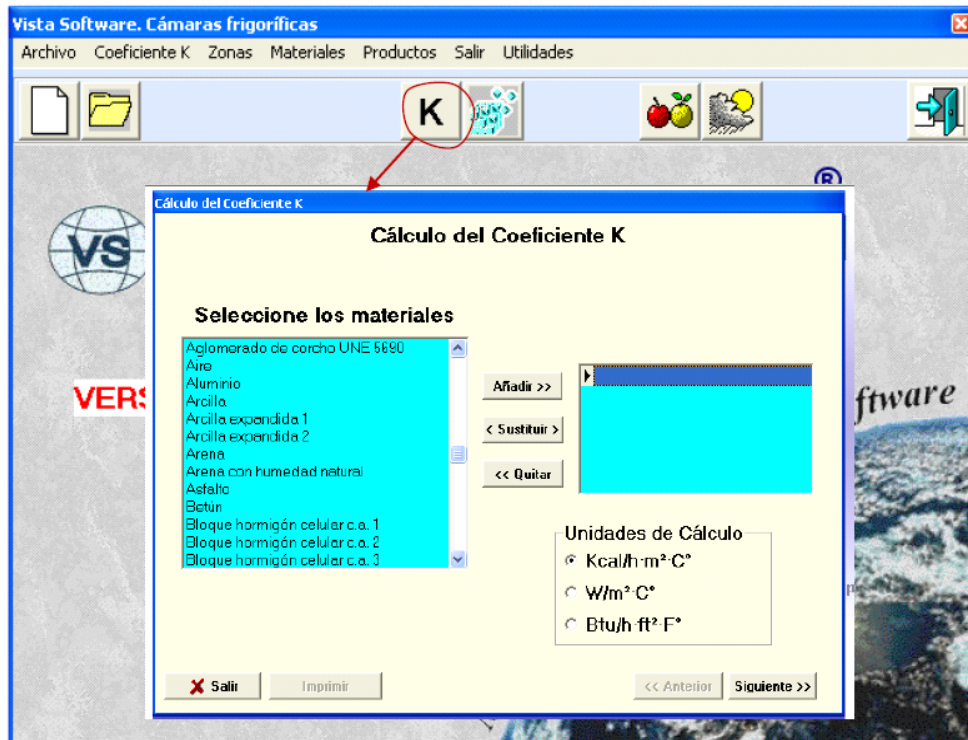 Vista Software. Cámaras frigoríficas
Archivo Coeficiente K Zonas Materiales Productos Salir Utilidades
K
®
VS
Cálculo del Coeficiente K
Cálculo del Coeficiente K
Seleccione los materiales
Aglomerado de corcho UNE 5690
Aire
Aluminio
Arcilla
Arcilla expandida 1
Arcilla expandida 2
Arena
Arena con humedad natural
Asfalto
Betún
Bloque hormigón celular c.a. 1
Bloque hormigón celular c.a. 2
Bloque hormigón celular c.a. 3
Añadir >>
< Sustituir >
<< Quitar
VERS
ftware
Unidades de Cálculo
Kcal/h·m²·C°
W/m²·C°
Btu/h·ft²·F°
Salir Imprimir << Anterior Siguiente >>